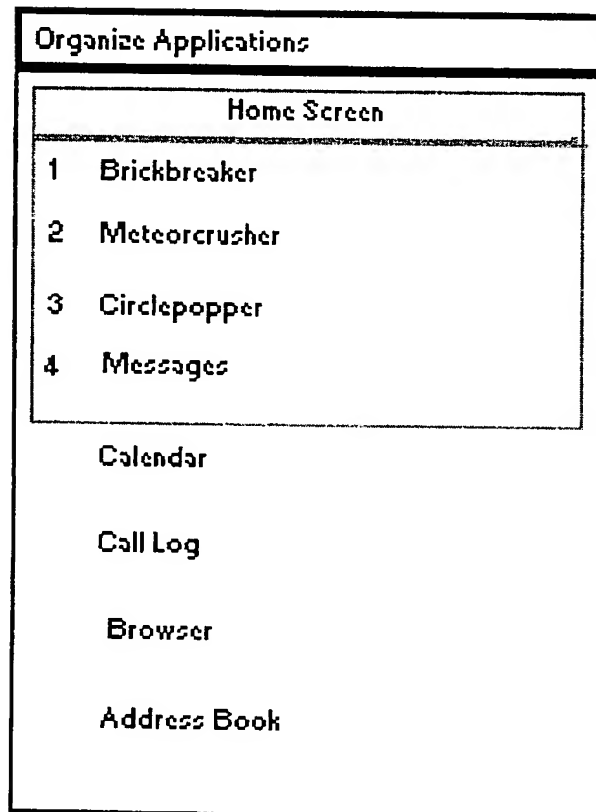 Organize Applications
Home Screen
1 Brickbreaker
2 Meteorcrusher
3 Circlepopper
4 Messages
Calendar
Call Log
Browser
Address Book